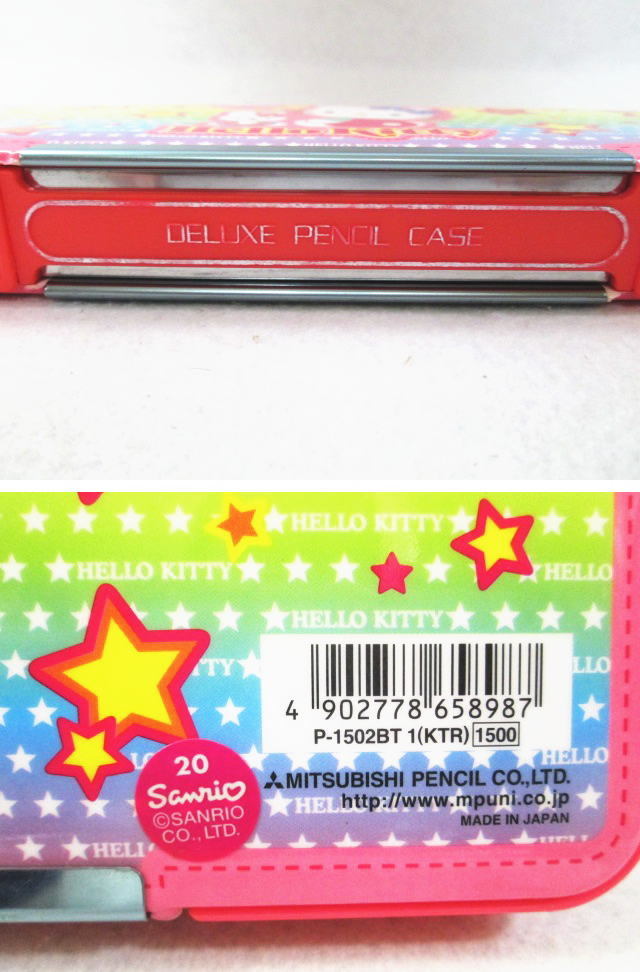 DELUXE PENCIL CASE
HELLO KITTY
HELLO KITTY
HELLO
HELLO KITTY
4 902778 658987
P-1502BT 1(KTR) 1500
MITSUBISHI PENCIL CO.,LTD.
http://www.mpuni.co.jp
MADE IN JAPAN
20
Sanrio
©SANRIO
CO., LTD.